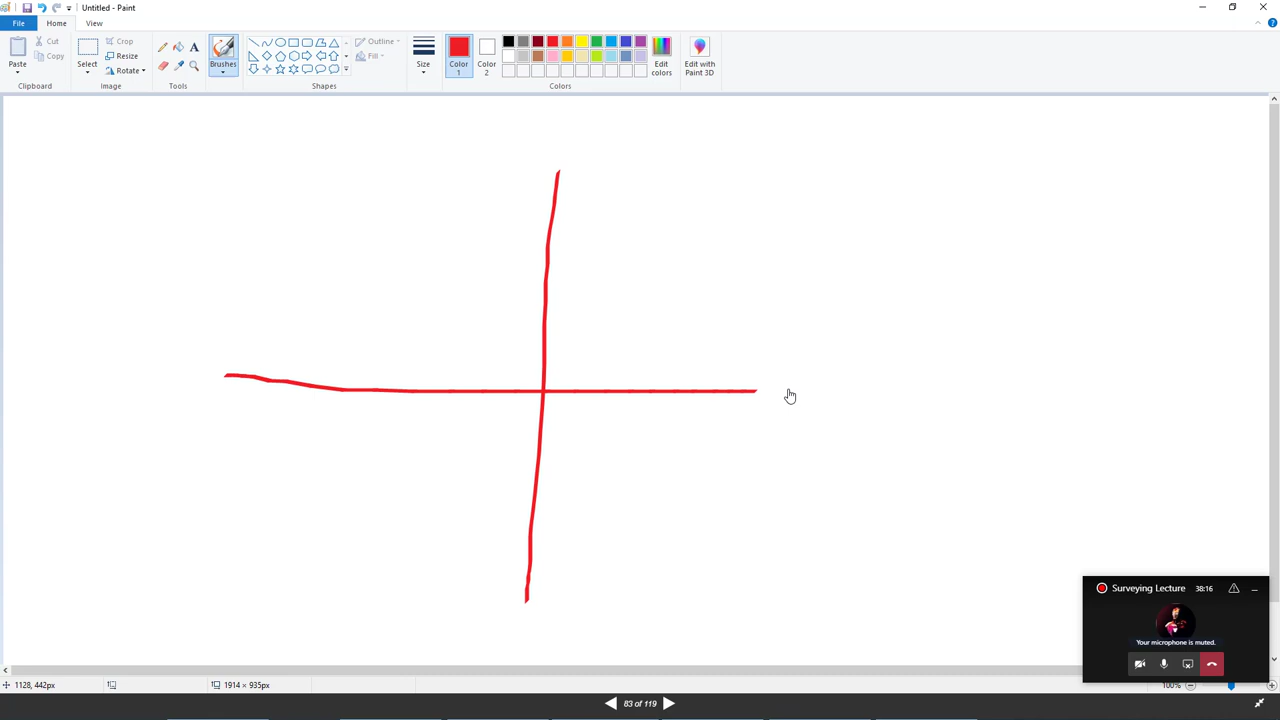 Untitled - Paint
File
Home
View
Paste
Cut
Copy
Clipboard
Select
Crop
Resize
Rotate
Image
A
Tools
Brushes
Outline
Fill
Shapes
Size
Color 1
Color 2
Edit colors
Edit with Paint 3D
Colors
Surveying Lecture 38:16
Your microphone is muted.
1128, 442px
1914 × 935px
100%
83 of 119